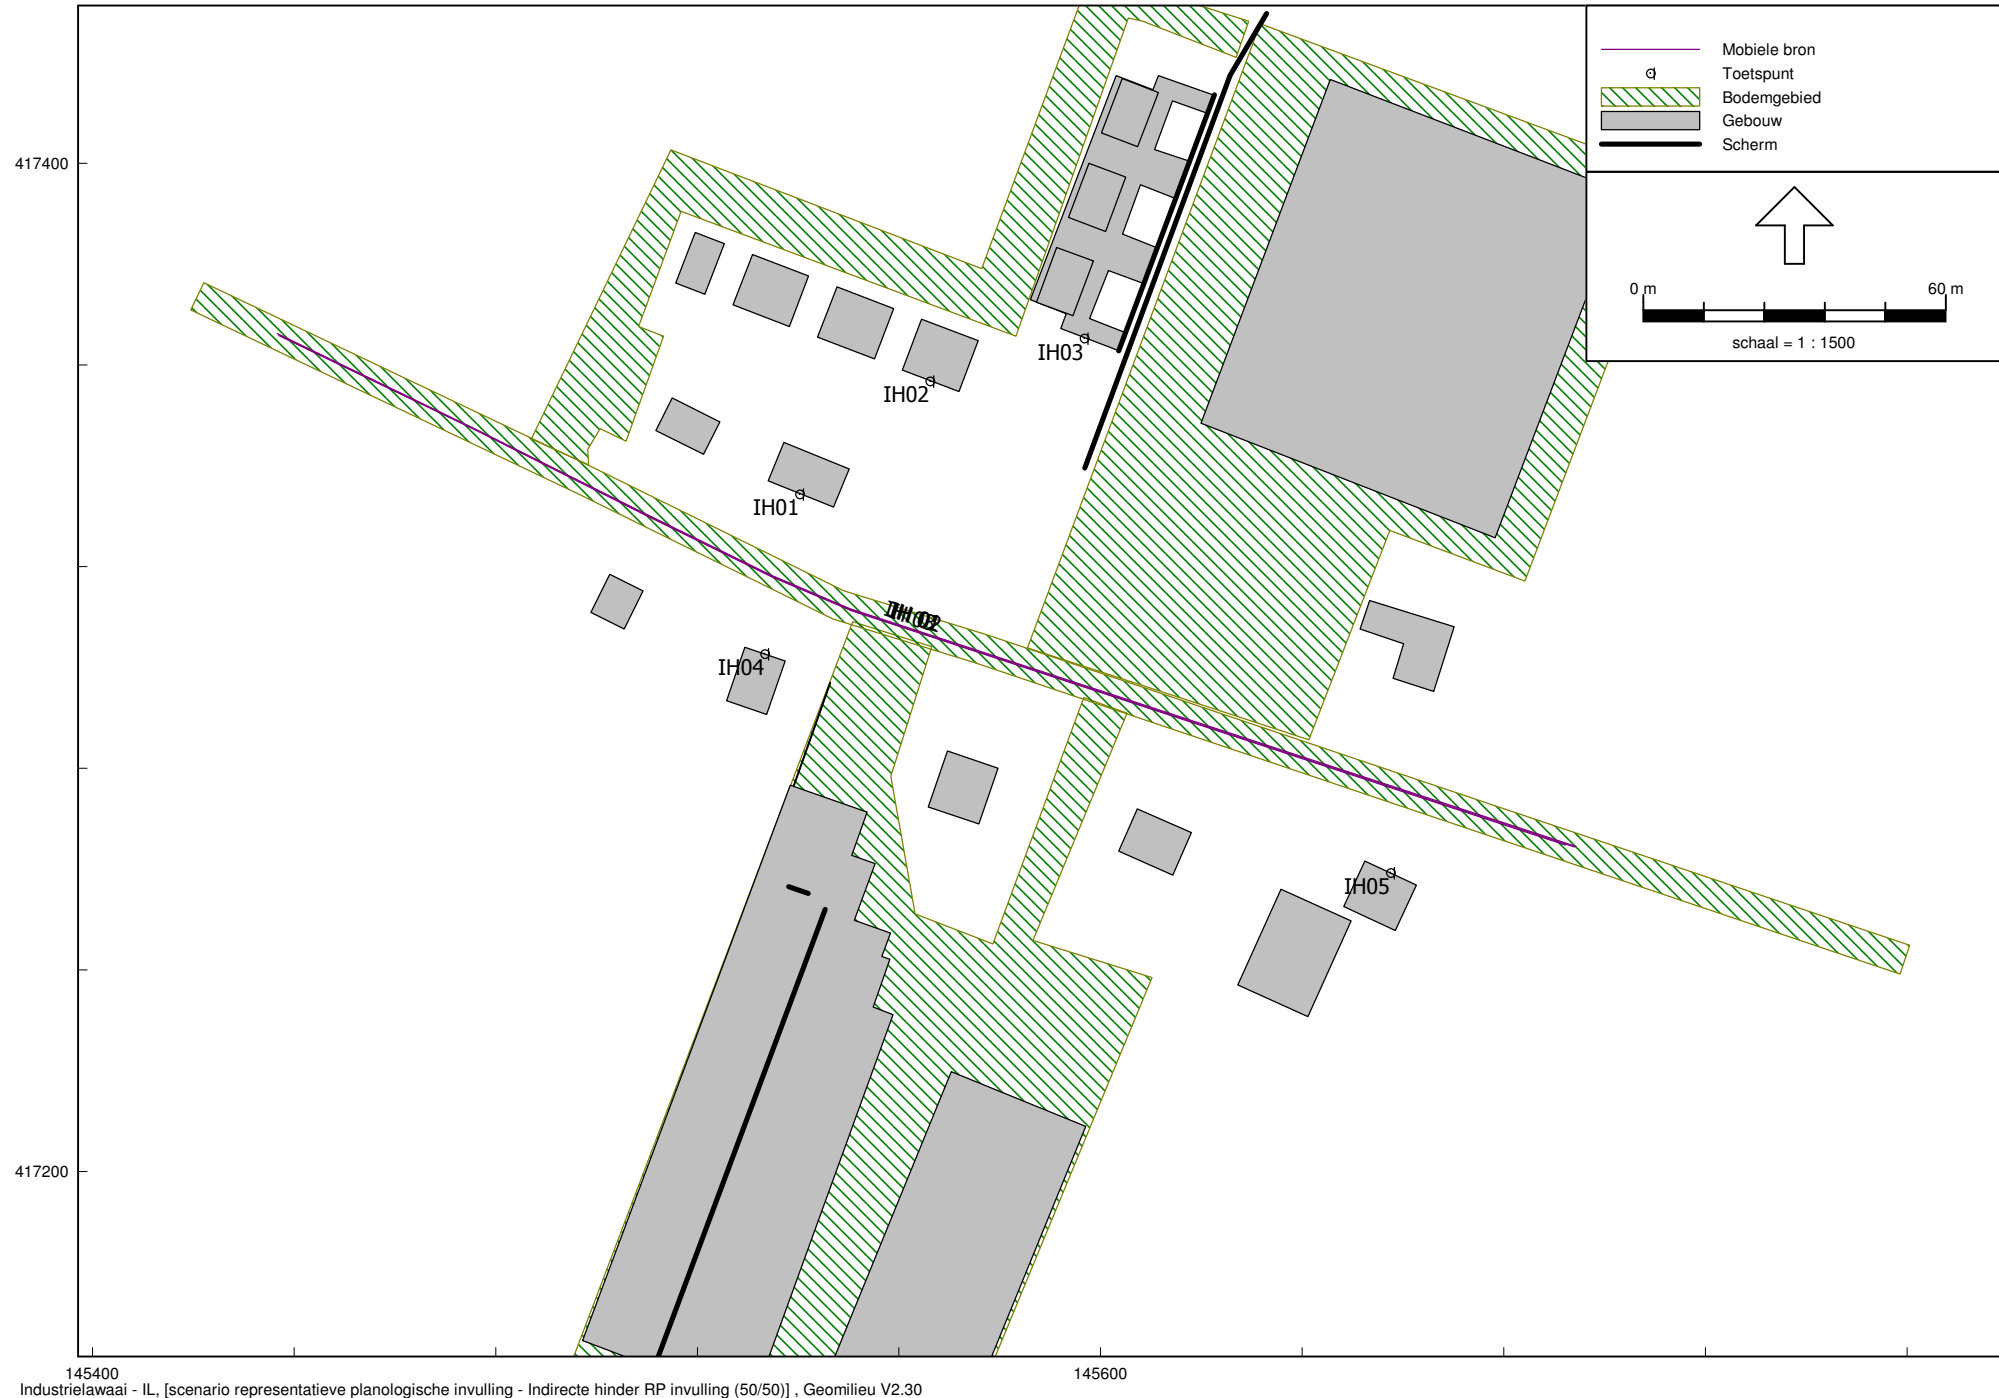 Mobiele bron
Toetspunt
Bodemgebied
Gebouw
Scherm
417400
0 m
60 m
schaal = 1 : 1500
IH03
IH02
IH01
IH04
IH05
417200
145400
145600
Industrielawaai - IL, [scenario representatieve planologische invulling - Indirecte hinder RP invulling (50/50)] , Geomilieu V2.30